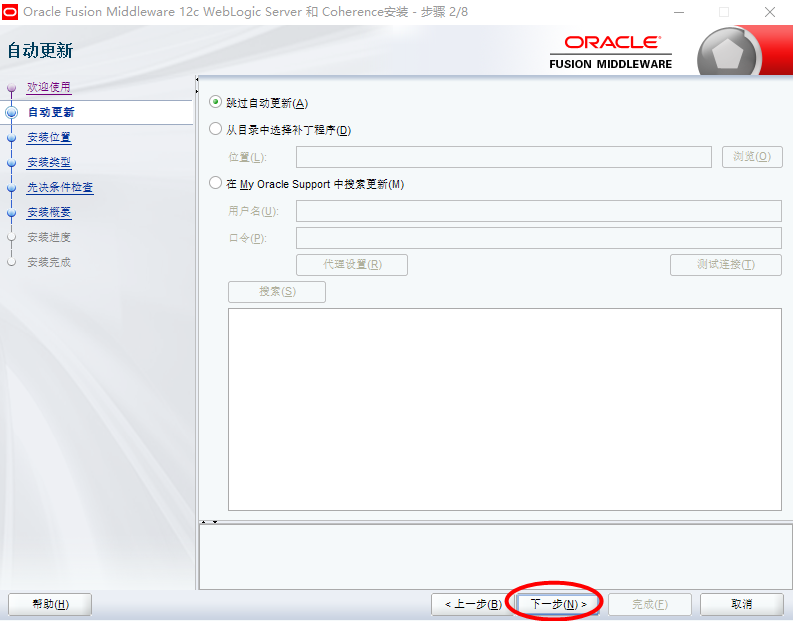 Oracle Fusion Middleware 12c WebLogic Server 和 Coherence安装 - 步骤 2/8
自动更新
ORACLE®
FUSION MIDDLEWARE
欢迎使用
自动更新
安装位置
安装类型
先决条件检查
安装概要
安装进度
安装完成
跳过自动更新(A)
从目录中选择补丁程序(D)
位置(L):
浏览(O)
在 My Oracle Support 中搜索更新(M)
用户名(U):
口令(P):
代理设置(R)
测试连接(T)
搜索(S)
帮助(H)
< 上一步(B)
下一步(N) >
完成(F)
取消